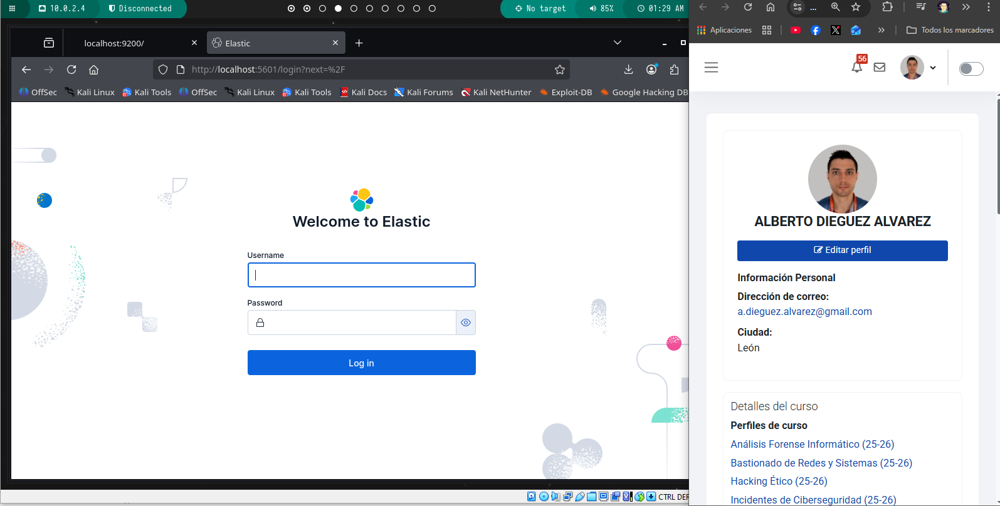 10.0.2.4
Disconnected
No target
85%
01:29 AM
localhost:9200/
Elastic
http://localhost:5601/login?next=%2F
OffSec
Kali Linux
Kali Tools
OffSec
Kali Linux
Kali Tools
Kali Docs
Kali Forums
Kali NetHunter
Exploit-DB
Google Hacking DB
Welcome to Elastic
Username
Password
Log in
CTRL DER
...
Aplicaciones
Todos los marcadores
56
ALBERTO DIEGUEZ ALVAREZ
Editar perfil
Información Personal
Dirección de correo:
a.dieguez.alvarez@gmail.com
Ciudad:
León
Detalles del curso
Perfiles de curso
Análisis Forense Informático (25-26)
Bastionado de Redes y Sistemas (25-26)
Hacking Ético (25-26)
Incidentes de Ciberseguridad (25-26)